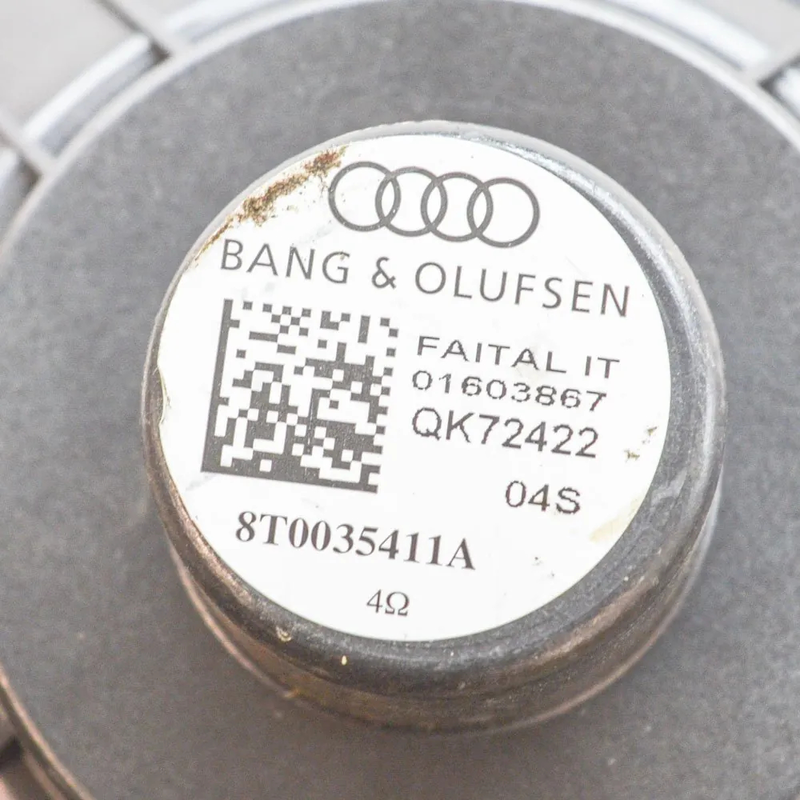 BANG & OLUFSEN
FAITAL IT
01603867
QK72422
04S
8T0035411A
4Ω